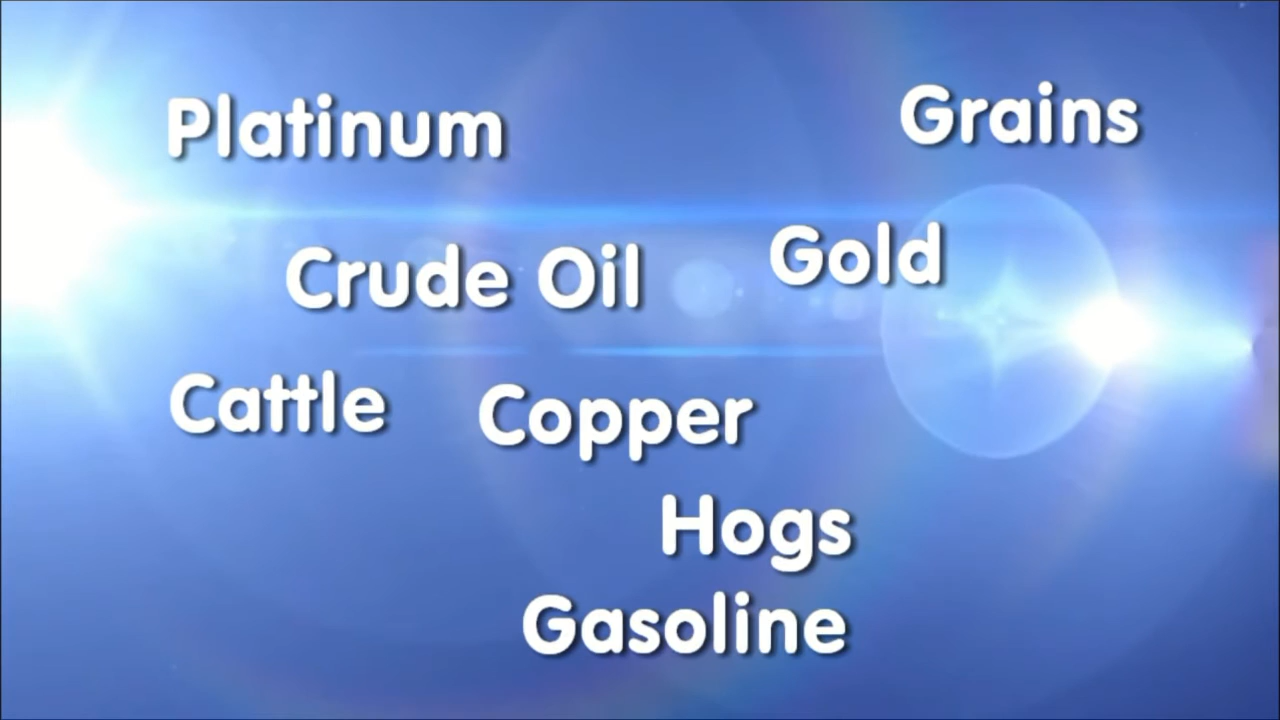 Platinum
Grains
Crude Oil
Gold
Cattle
Copper
Hogs
Gasoline